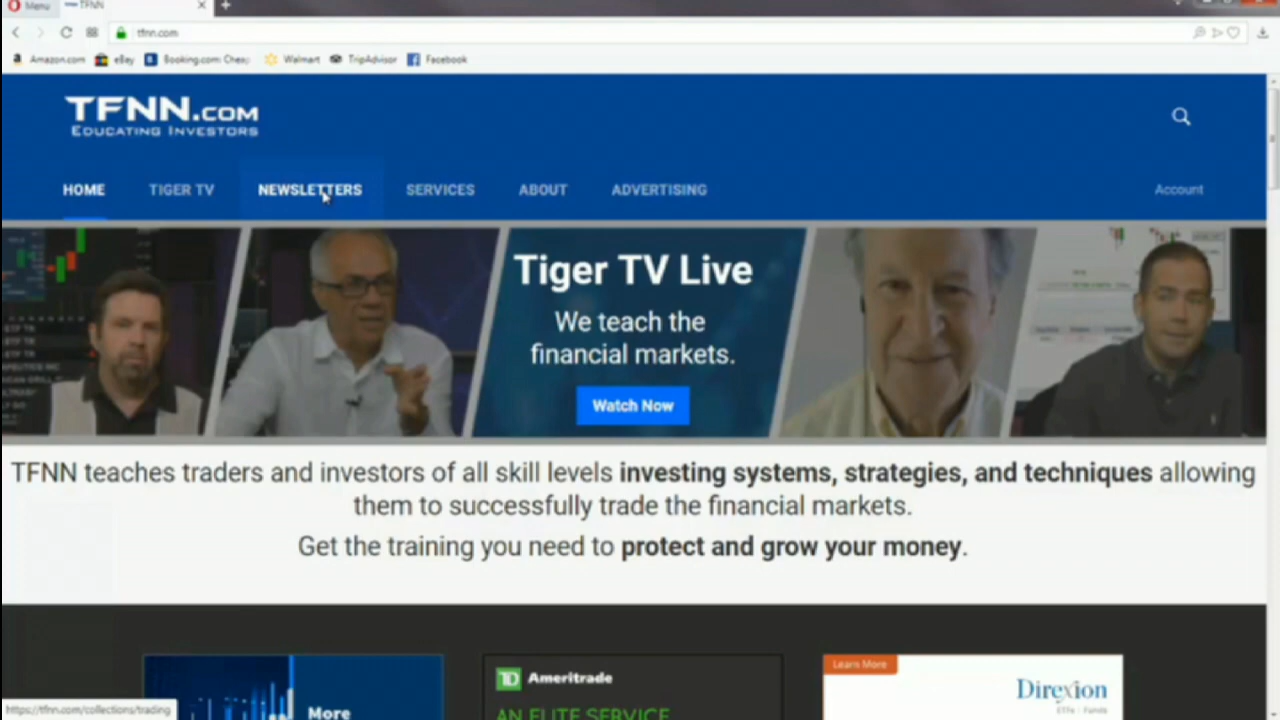 Menu
TFNN
tfnn.com
Amazon.com
eBay
Booking.com: Cheap
Walmart
TripAdvisor
Facebook
TFNN.COM
EDUCATING INVESTORS
HOME
TIGER TV
NEWSLETTERS
SERVICES
ABOUT
ADVERTISING
Account
Tiger TV Live
We teach the
financial markets.
Watch Now
TFNN teaches traders and investors of all skill levels investing systems, strategies, and techniques allowing
them to successfully trade the financial markets.
Get the training you need to protect and grow your money.
More
TD Ameritrade
AN ELITE SERVICE
Learn More
Direxion
https://tfnn.com/collections/trading